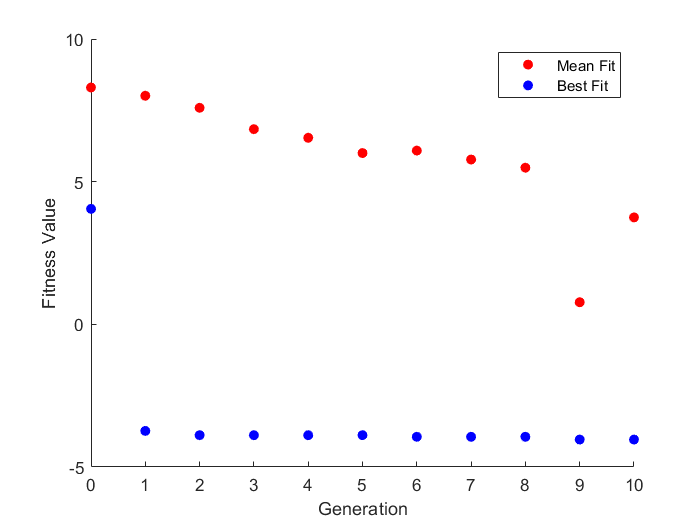 10
5
0
-5
Fitness Value
Mean Fit
Best Fit
0 1 2 3 4 5 6 7 8 9 10
Generation